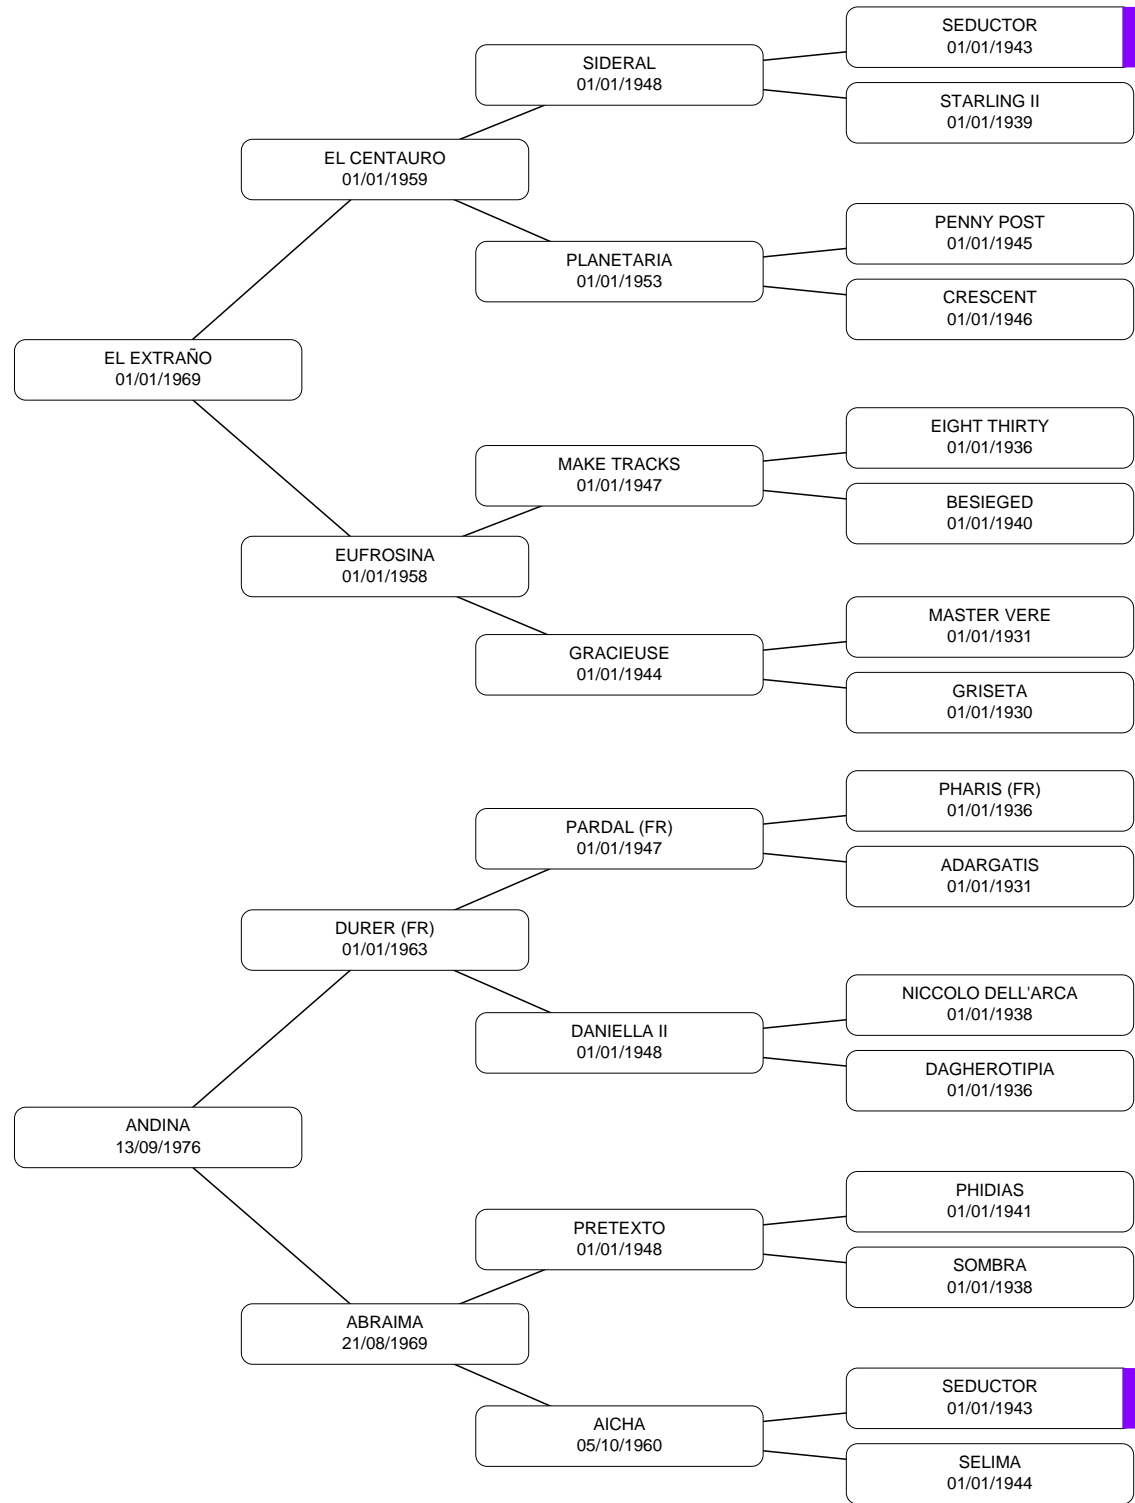 SEDUCTOR
01/01/1943
SIDERAL
01/01/1948
STARLING II
01/01/1939
EL CENTAURO
01/01/1959
PENNY POST
01/01/1945
PLANETARIA
01/01/1953
CRESCENT
01/01/1946
EL EXTRAÑO
01/01/1969
EIGHT THIRTY
01/01/1936
MAKE TRACKS
01/01/1947
BESIEGED
01/01/1940
EUFROSINA
01/01/1958
MASTER VERE
01/01/1931
GRACIEUSE
01/01/1944
GRISETA
01/01/1930
PHARIS (FR)
01/01/1936
PARDAL (FR)
01/01/1947
ADARGATIS
01/01/1931
DURER (FR)
01/01/1963
NICCOLO DELL'ARCA
01/01/1938
DANIELLA II
01/01/1948
DAGHEROTIPIA
01/01/1936
ANDINA
13/09/1976
PHIDIAS
01/01/1941
PRETEXTO
01/01/1948
SOMBRA
01/01/1938
ABRAIMA
21/08/1969
SEDUCTOR
01/01/1943
AICHA
05/10/1960
SELIMA
01/01/1944